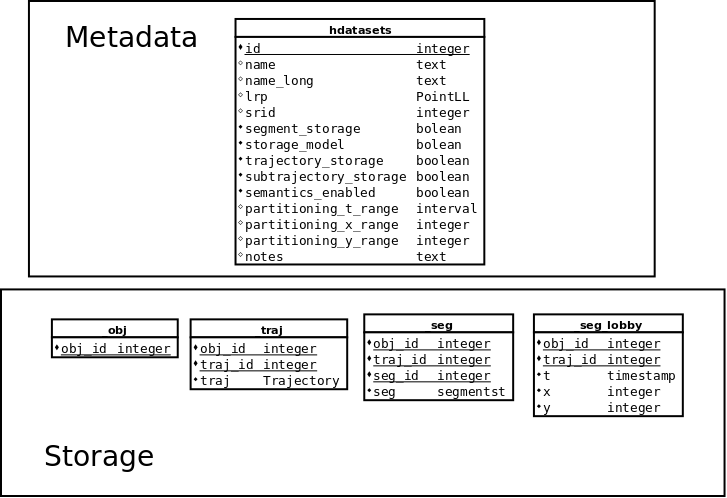 Metadata
hdatasets
id integer
name text
name_long text
lrp PointLL
srid integer
segment_storage bolean
storage_model bolean
trajectory_storage boolean
subtrajectory_storage boolean
semantics_enabled boolean
partitioning_t_range interval
partitioning_x_range integer
partitioning_y_range integer
notes text
obj
obj_id integer
traj
obj_id integer
traj_id integer
traj Trajectory
seg
obj_id integer
traj_id integer
seg_id integer
seg segmentst
seg_lobby
obj_id integer
traj_id integer
t timestamp
x integer
y integer
Storage